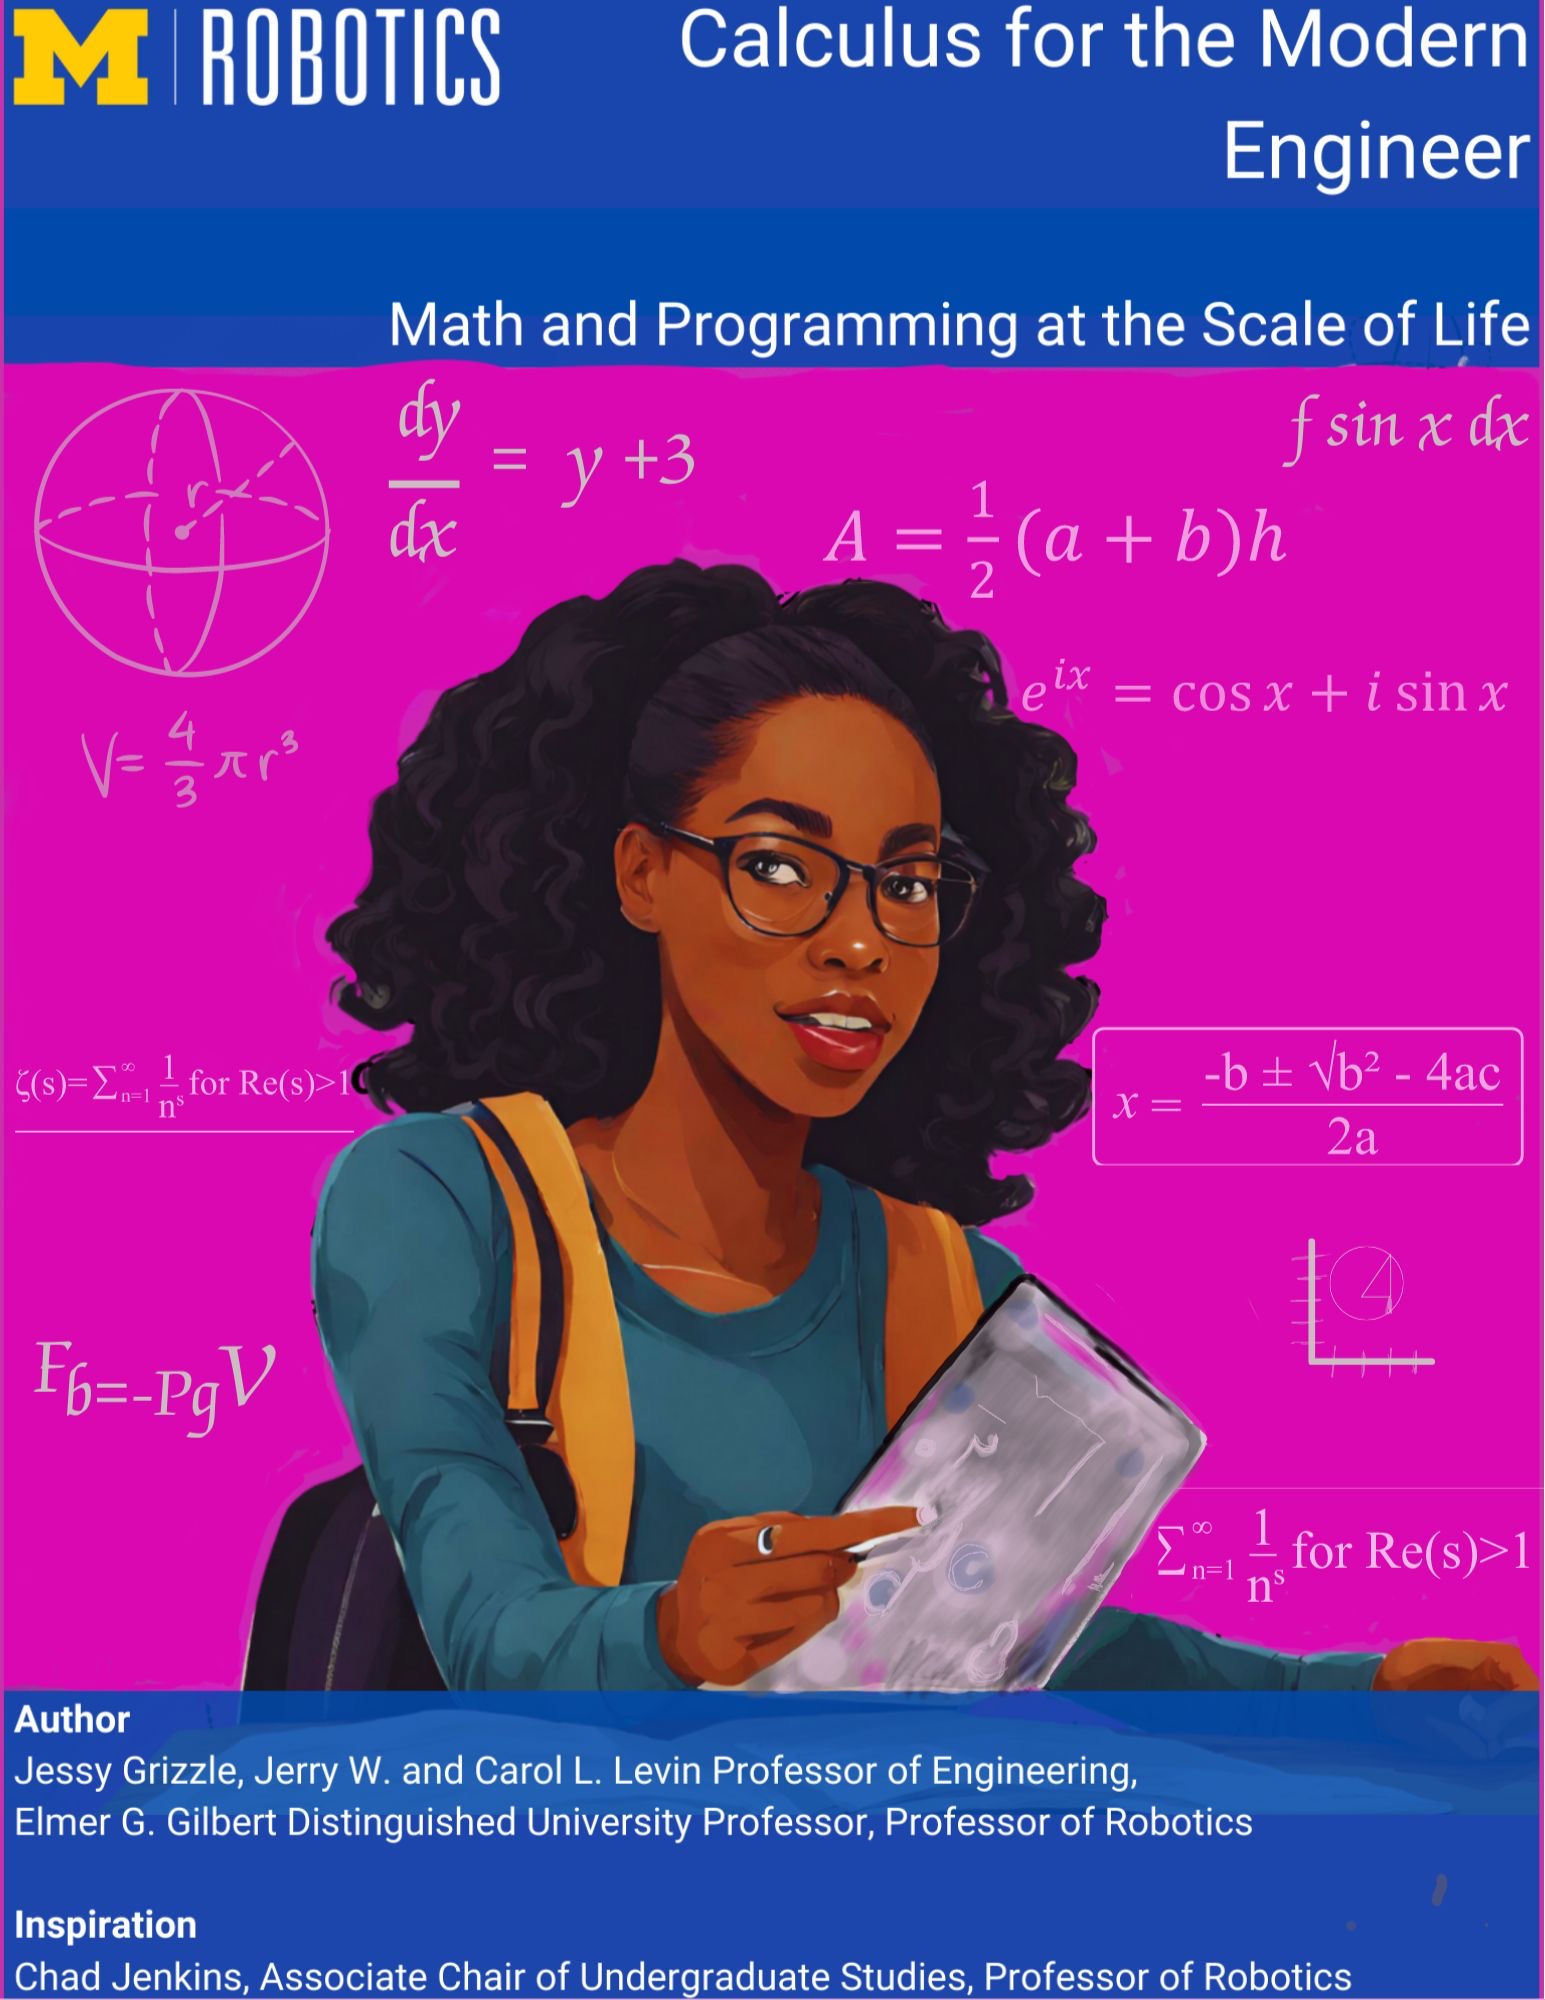 M | ROBOTICS
Calculus for the Modern
Engineer
Math and Programming at the Scale of Life
dy/dx = y +3
f sin x dx
A = 1/2 (a + b)h
r
e^ix = cos x + i sin x
V= 4/3 πr³
ζ(s)=∑_{n=1}^∞ 1/n^s for Re(s)>1
x = -b ± √b² - 4ac / 2a
F_b=-PgV
∑_{n=1}^∞ 1/n^s for Re(s)>1
Author
Jessy Grizzle, Jerry W. and Carol L. Levin Professor of Engineering,
Elmer G. Gilbert Distinguished University Professor, Professor of Robotics
Inspiration
Chad Jenkins, Associate Chair of Undergraduate Studies, Professor of Robotics